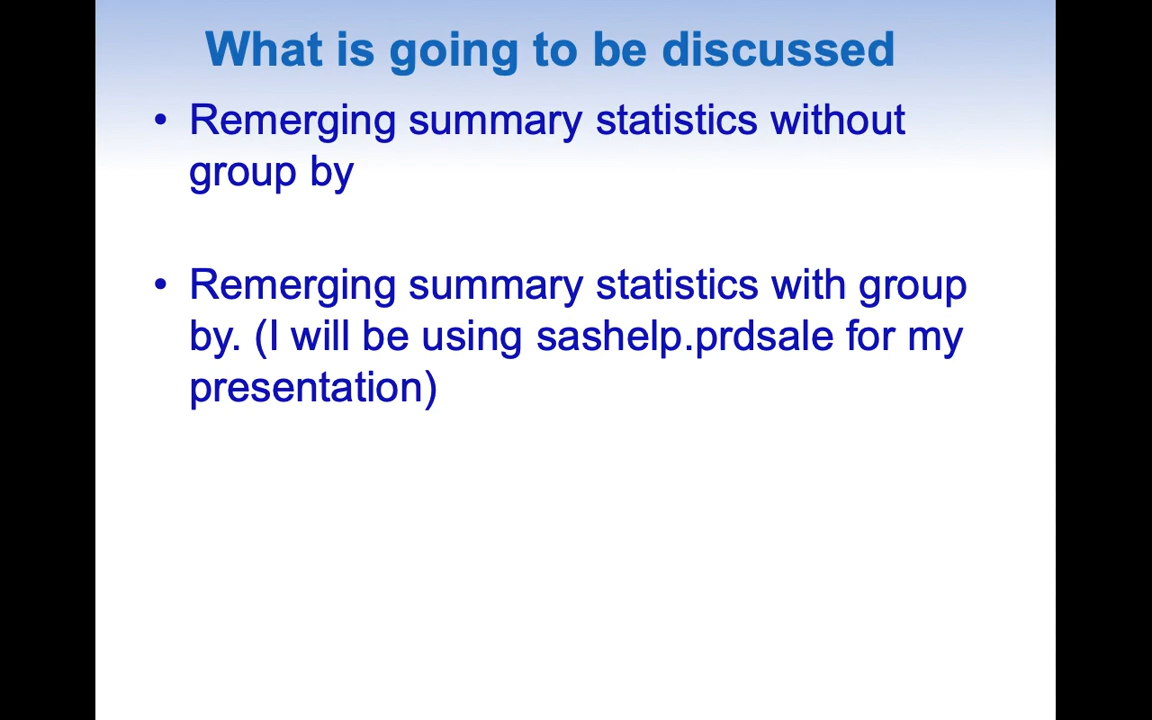 What is going to be discussed
• Remerging summary statistics without
group by
• Remerging summary statistics with group
by. (I will be using sashelp.prdsale for my
presentation)